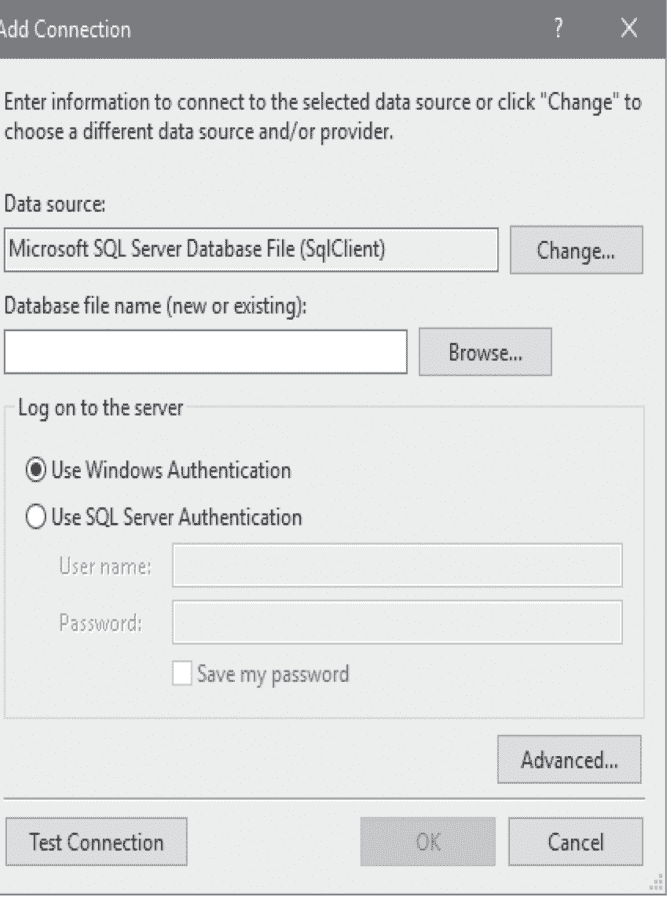 Add Connection ? X
Enter information to connect to the selected data source or click "Change" to
choose a different data source and/or provider.
Data source:
Microsoft SQL Server Database File (SqlClient) Change...
Database file name (new or existing):
Browse...
Log on to the server
Use Windows Authentication
Use SQL Server Authentication
User name:
Password:
Save my password
Advanced...
Test Connection OK Cancel